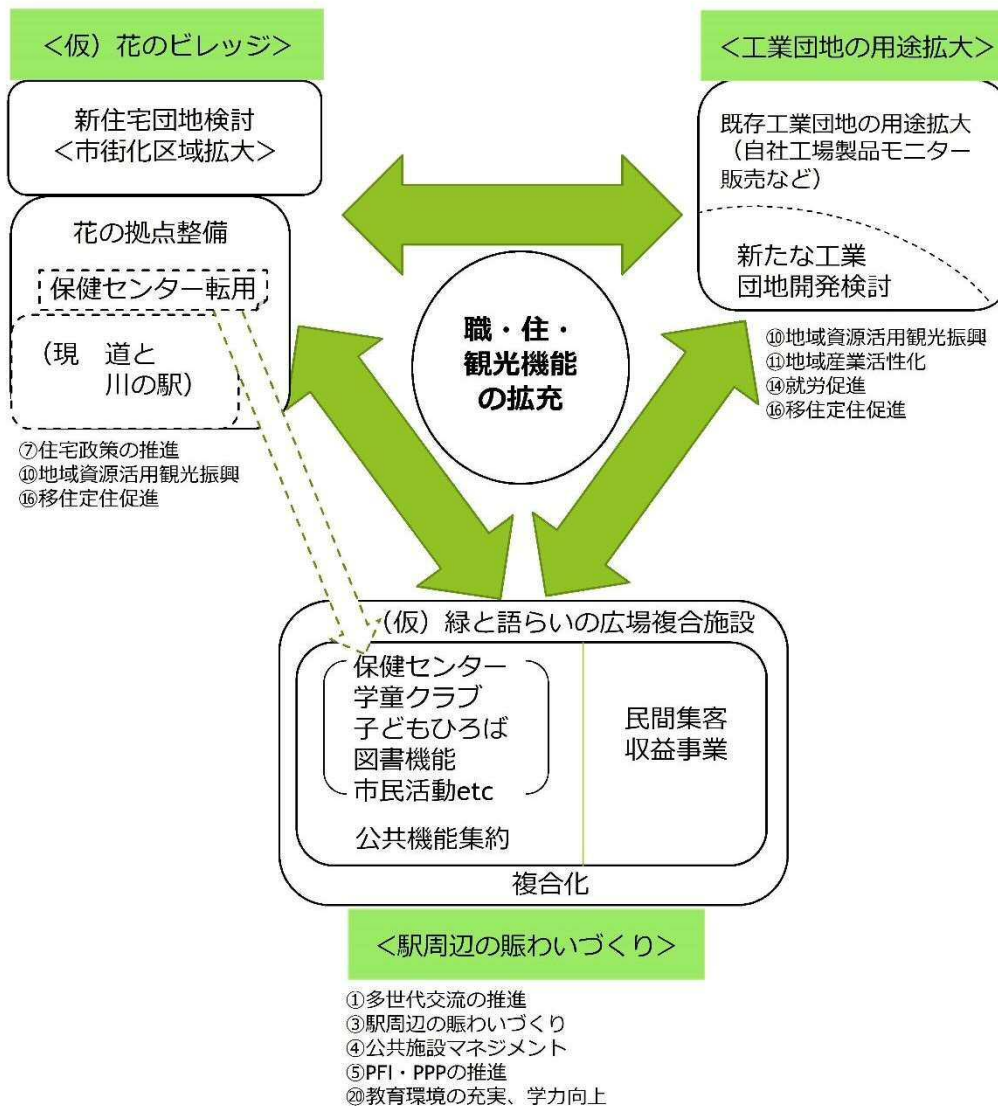 ＜仮）花のビレッジ＞
新住宅団地検討
＜市街化区域拡大＞
花の拠点整備
保健センター転用
（現　道と
川の駅）
⑦住宅政策の推進
⑩地域資源活用観光振興
⑯移住定住促進
＜工業団地の用途拡大＞
既存工業団地の用途拡大
（自社工場製品モニター
販売など）
新たな工業
団地開発検討
⑩地域資源活用観光振興
⑪地域産業活性化
⑭就労促進
⑯移住定住促進
職・住・
観光機能
の拡充
（仮）緑と語らいの広場複合施設
保健センター
学童クラブ
子どもひろば
図書機能
市民活動etc
公共機能集約
民間集客
収益事業
複合化
＜駅周辺の賑わいづくり＞
①多世代交流の推進
③駅周辺の賑わいづくり
④公共施設マネジメント
⑤PFI・PPPの推進
⑳教育環境の充実、学力向上